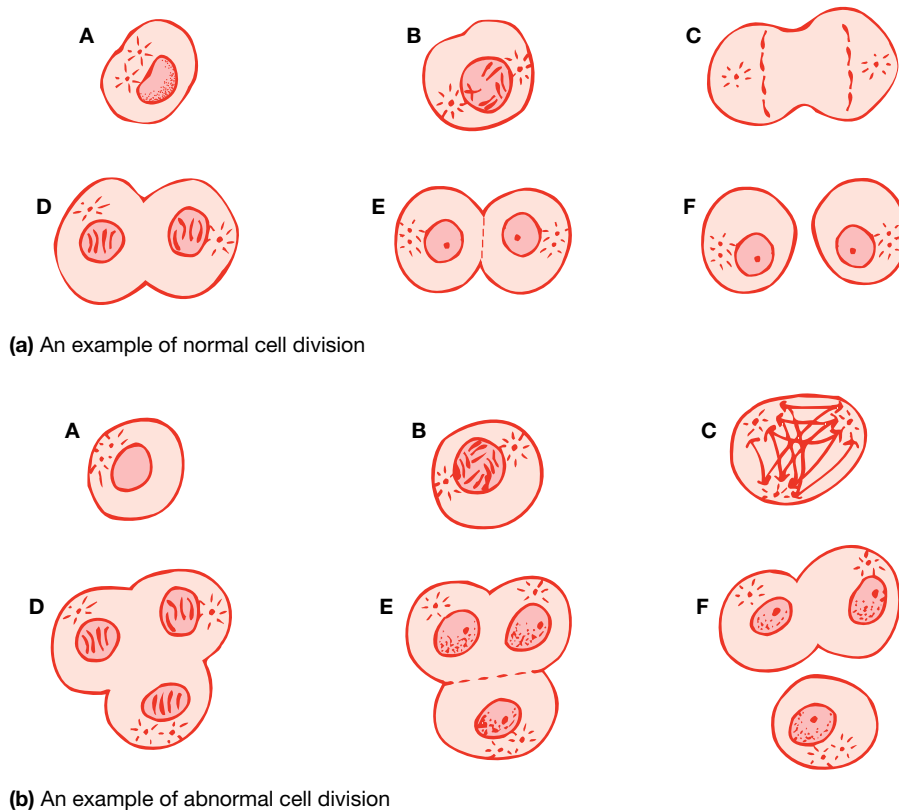 A B C
D E F
(a) An example of normal cell division
A B C
D E F
(b) An example of abnormal cell division